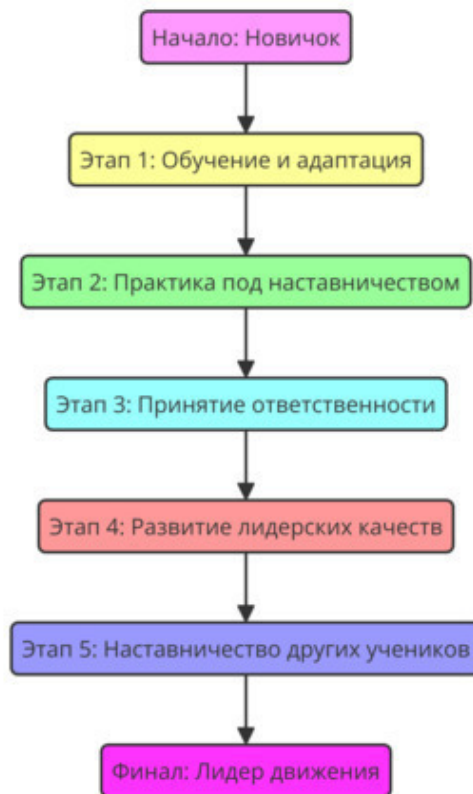 Начало: Новичок
Этап 1: Обучение и адаптация
Этап 2: Практика под наставничеством
Этап 3: Принятие ответственности
Этап 4: Развитие лидерских качеств
Этап 5: Наставничество других учеников
Финал: Лидер движения